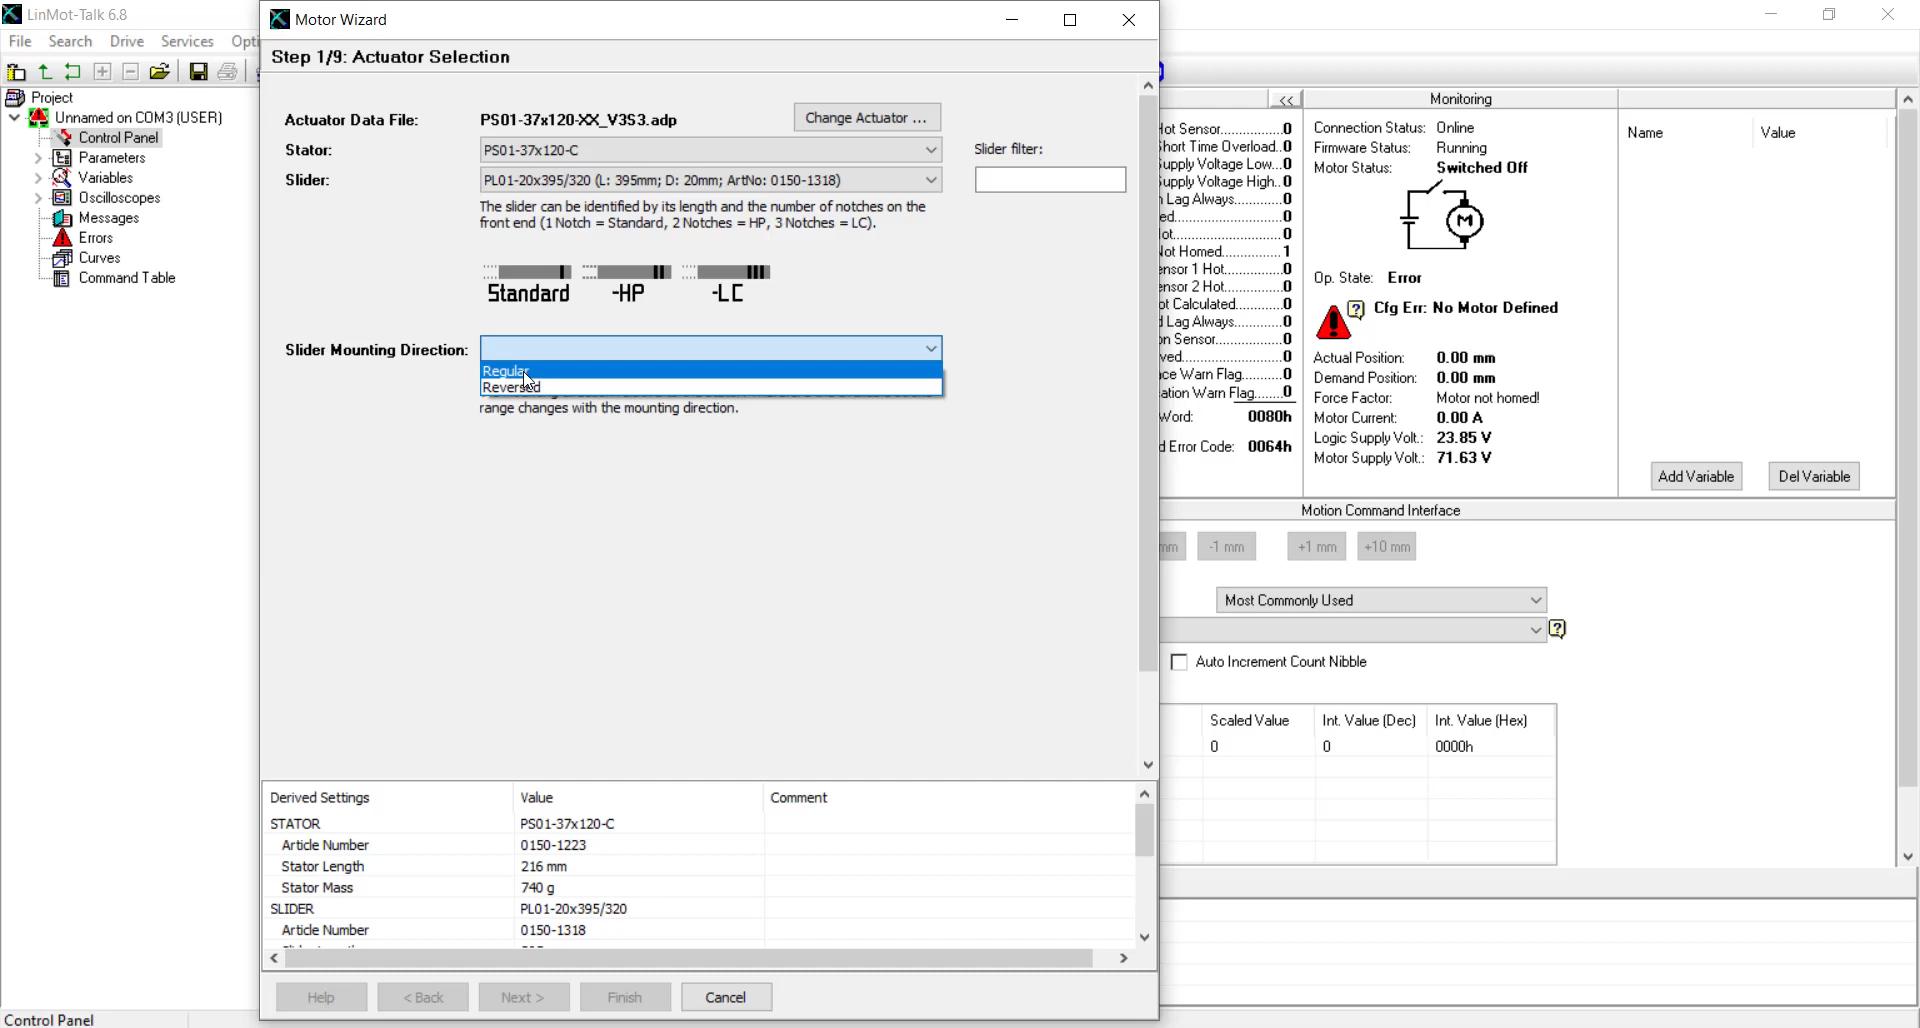 LinMot-Talk 6.8
File Search Drive Services Opti
Project
Unnamed on COM3 (USER)
Control Panel
Parameters
Variables
Oscilloscopes
Messages
Errors
Curves
Command Table
Control Panel
Motor Wizard
Step 1/9: Actuator Selection
Actuator Data File: PS01-37x120-XX_V3S3.adp Change Actuator ...
Stator: PS01-37x120-C Slider filter:
Slider: PL01-20x395/320 (L: 395mm; D: 20mm; ArtNo: 0150-1318)
The slider can be identified by its length and the number of notches on the
front end (1 Notch = Standard, 2 Notches = HP, 3 Notches = LC).
Standard -HP -LC
Slider Mounting Direction:
Regular
Reversed
range changes with the mounting direction.
Derived Settings Value Comment
STATOR PS01-37x120-C
Article Number 0150-1223
Stator Length 216 mm
Stator Mass 740 g
SLIDER PL01-20x395/320
Article Number 0150-1318
Help < Back Next > Finish Cancel
<<
Hot Sensor 0
Short Time Overload..0
Supply Voltage Low...0
Supply Voltage High..0
Lag Always 0
ed 0
ot 0
Not Homed 1
ensor 1 Hot 0
ensor 2 Hot 0
ot Calculated 0
d Lag Always 0
on Sensor 0
ved 0
ce Warn Flag 0
ation Warn Flag 0
Word: 0080h
d Error Code: 0064h
Monitoring
Connection Status: Online
Firmware Status: Running
Motor Status: Switched Off
M
Op. State: Error
Cfg Err: No Motor Defined
Actual Position: 0.00 mm
Demand Position: 0.00 mm
Force Factor: Motor not homed!
Motor Current: 0.00 A
Logic Supply Volt.: 23.85 V
Motor Supply Volt.: 71.63 V
Name Value
Add Variable Del Variable
Motion Command Interface
mm -1 mm +1 mm +10 mm
Most Commonly Used
?
Auto Increment Count Nibble
Scaled Value Int. Value (Dec) Int. Value (Hex)
0 0 0000h